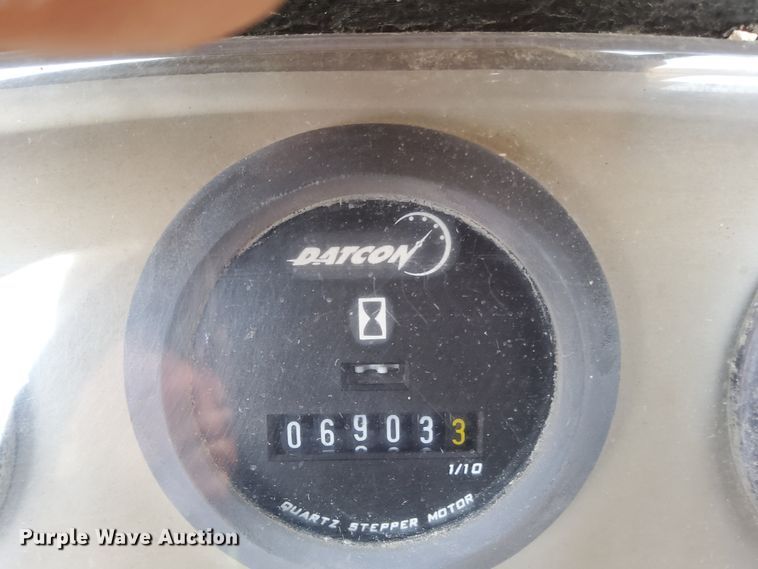 DATCON
069033
1/10
QUARTZ STEPPER MOTOR
Purple Wave Auction